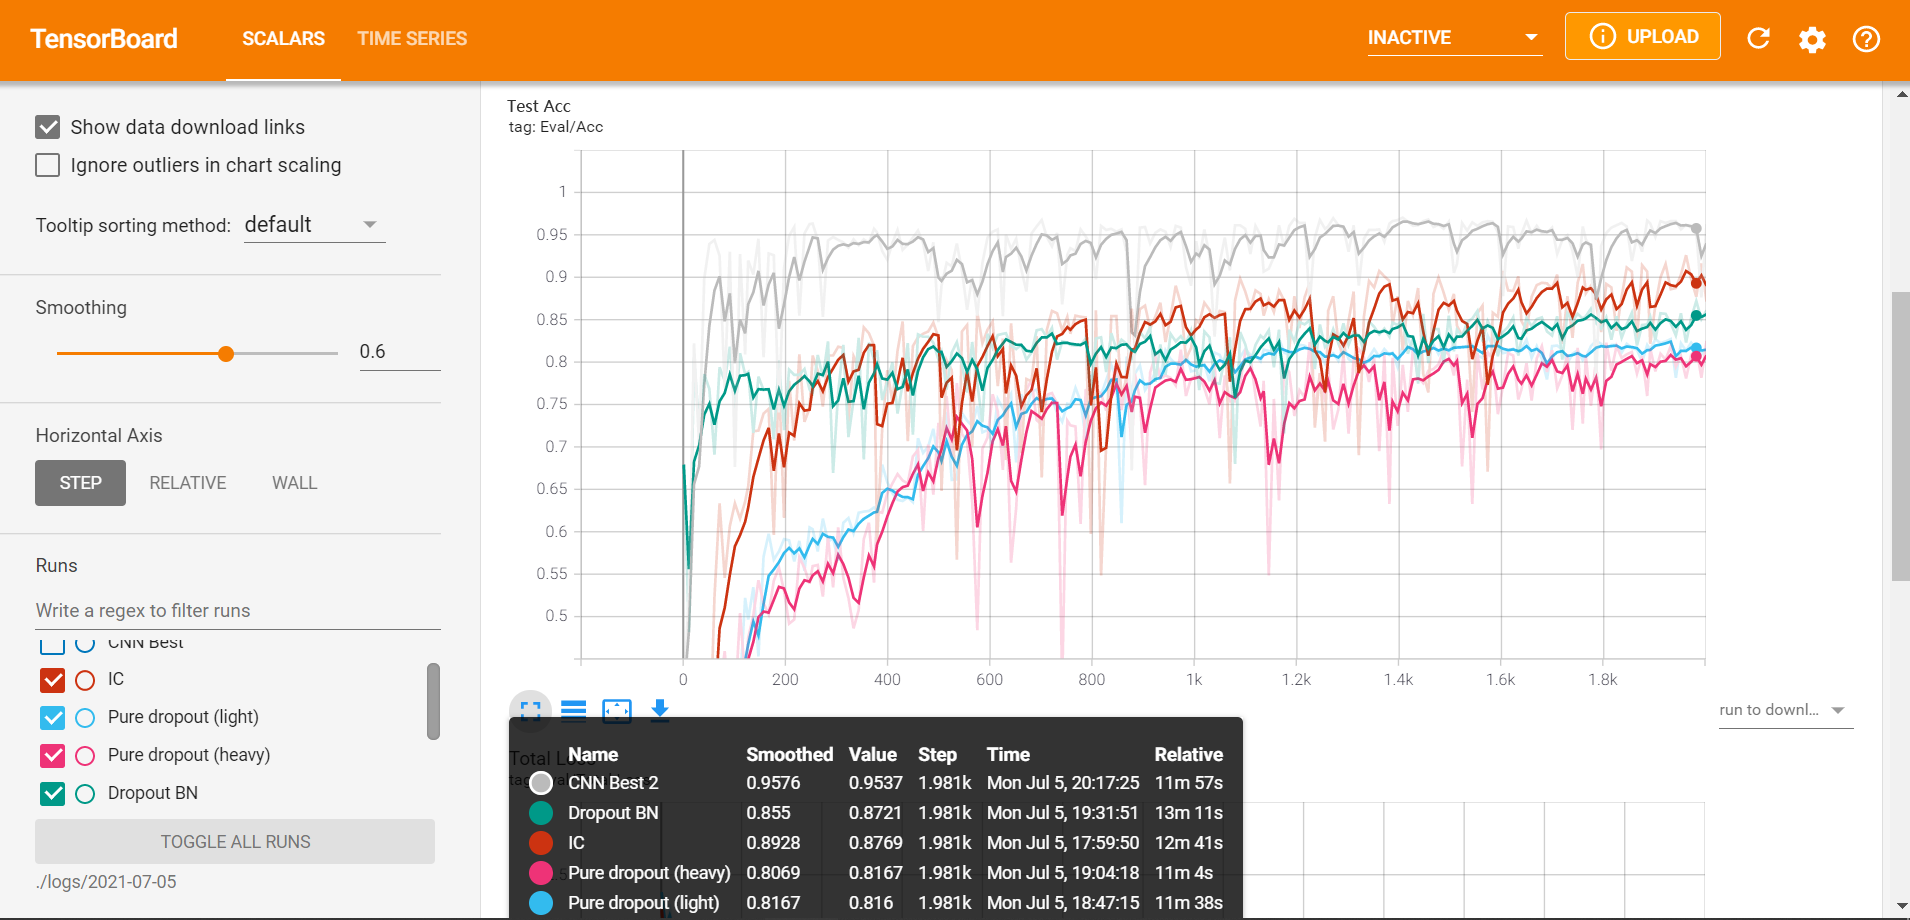 TensorBoard
SCALARS
TIME SERIES
INACTIVE
UPLOAD
Show data download links
Ignore outliers in chart scaling
Tooltip sorting method: default
Smoothing
0.6
Horizontal Axis
STEP
RELATIVE
WALL
Runs
Write a regex to filter runs
CNN Best
IC
Pure dropout (light)
Pure dropout (heavy)
Dropout BN
TOGGLE ALL RUNS
./logs/2021-07-05
Test Acc
tag: Eval/Acc
1
0.95
0.9
0.85
0.8
0.75
0.7
0.65
0.6
0.55
0.5
0 200 400 600 800 1k 1.2k 1.4k 1.6k 1.8k
run to downl...
Total Lo
Name Smoothed Value Step Time Relative
CNN Best 2 0.9576 0.9537 1.981k Mon Jul 5, 20:17:25 11m 57s
Dropout BN 0.855 0.8721 1.981k Mon Jul 5, 19:31:51 13m 11s
IC 0.8928 0.8769 1.981k Mon Jul 5, 17:59:50 12m 41s
Pure dropout (heavy) 0.8069 0.8167 1.981k Mon Jul 5, 19:04:18 11m 4s
Pure dropout (light) 0.8167 0.816 1.981k Mon Jul 5, 18:47:15 11m 38s